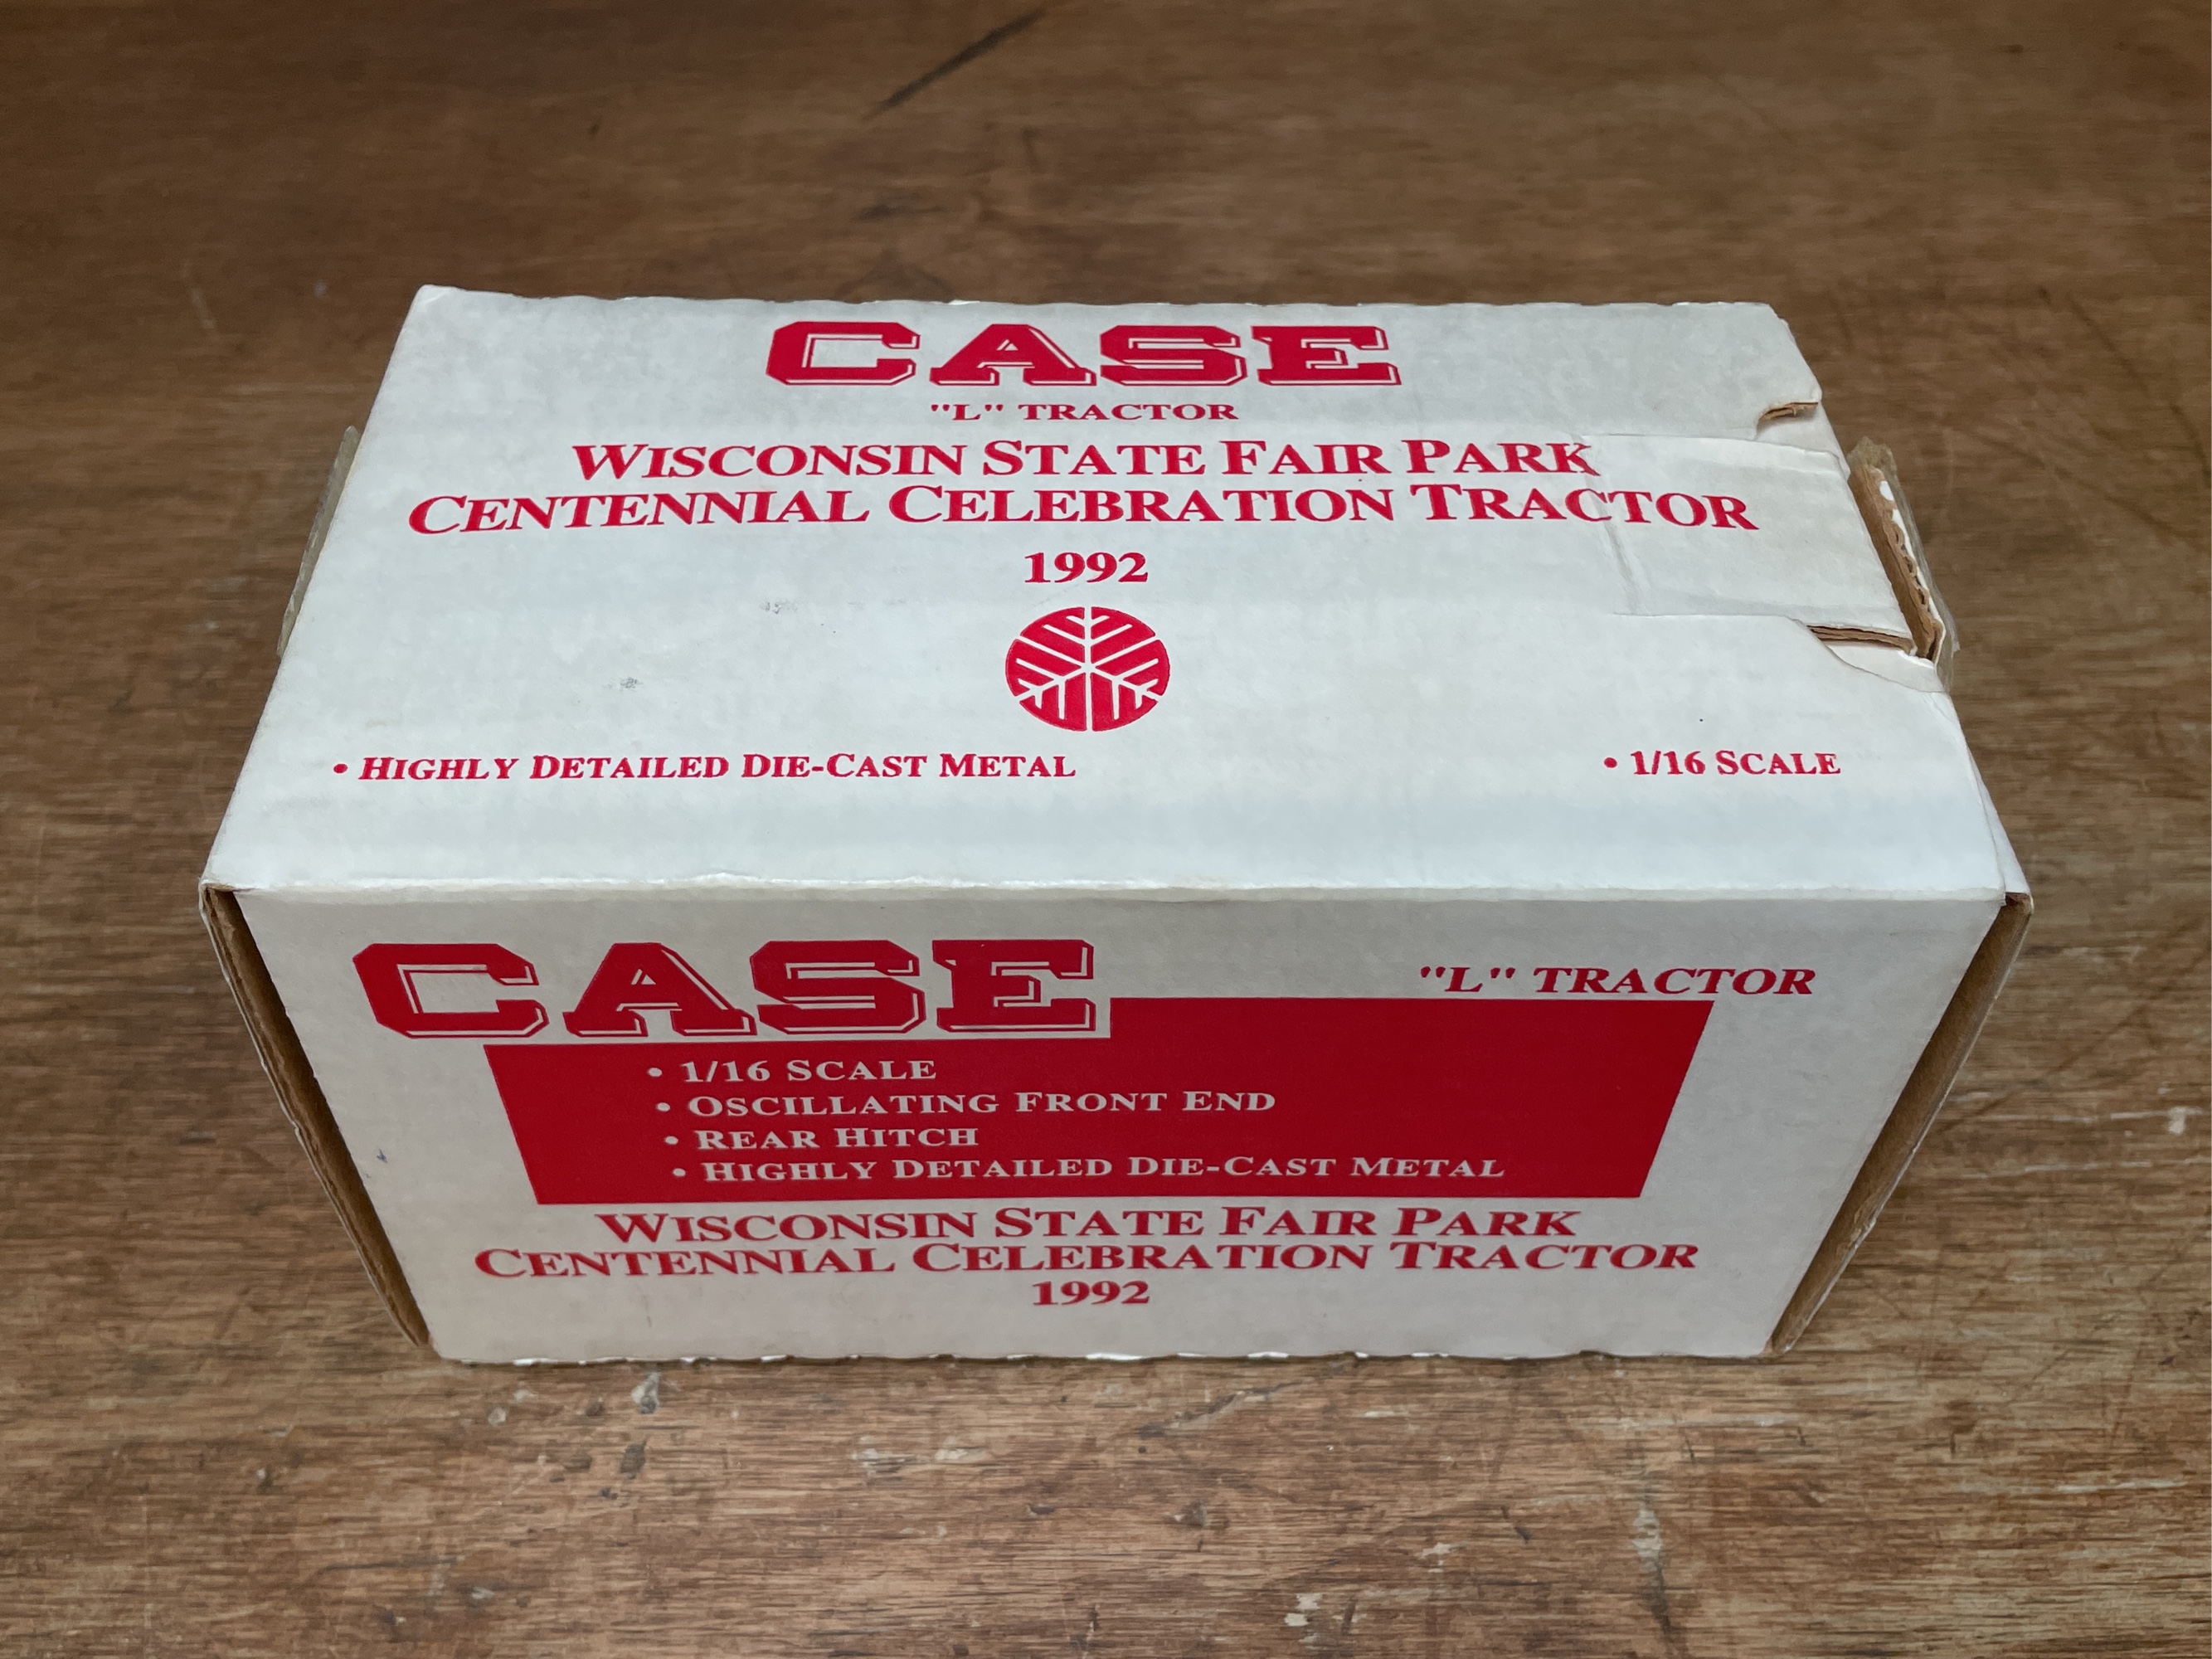 CASE
"L" TRACTOR
WISCONSIN STATE FAIR PARK
CENTENNIAL CELEBRATION TRACTOR
1992
• HIGHLY DETAILED DIE-CAST METAL
• 1/16 SCALE
CASE
"L" TRACTOR
• 1/16 SCALE
• OSCILLATING FRONT END
• REAR HITCH
• HIGHLY DETAILED DIE-CAST METAL
WISCONSIN STATE FAIR PARK
CENTENNIAL CELEBRATION TRACTOR
1992